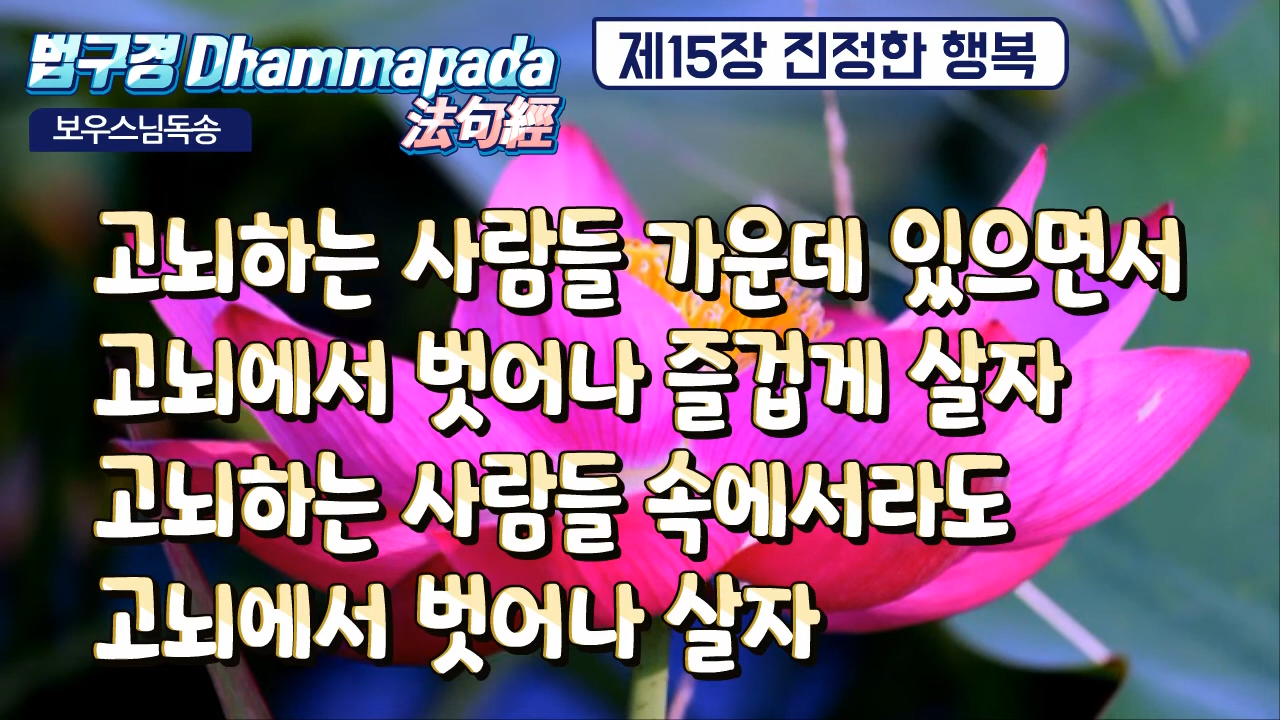 법구경 Dhammapada
法句經
보우스님독송
제15장 진정한 행복
고뇌하는 사람들 가운데 있으면서
고뇌에서 벗어나 즐겁게 살자
고뇌하는 사람들 속에서라도
고뇌에서 벗어나 살자